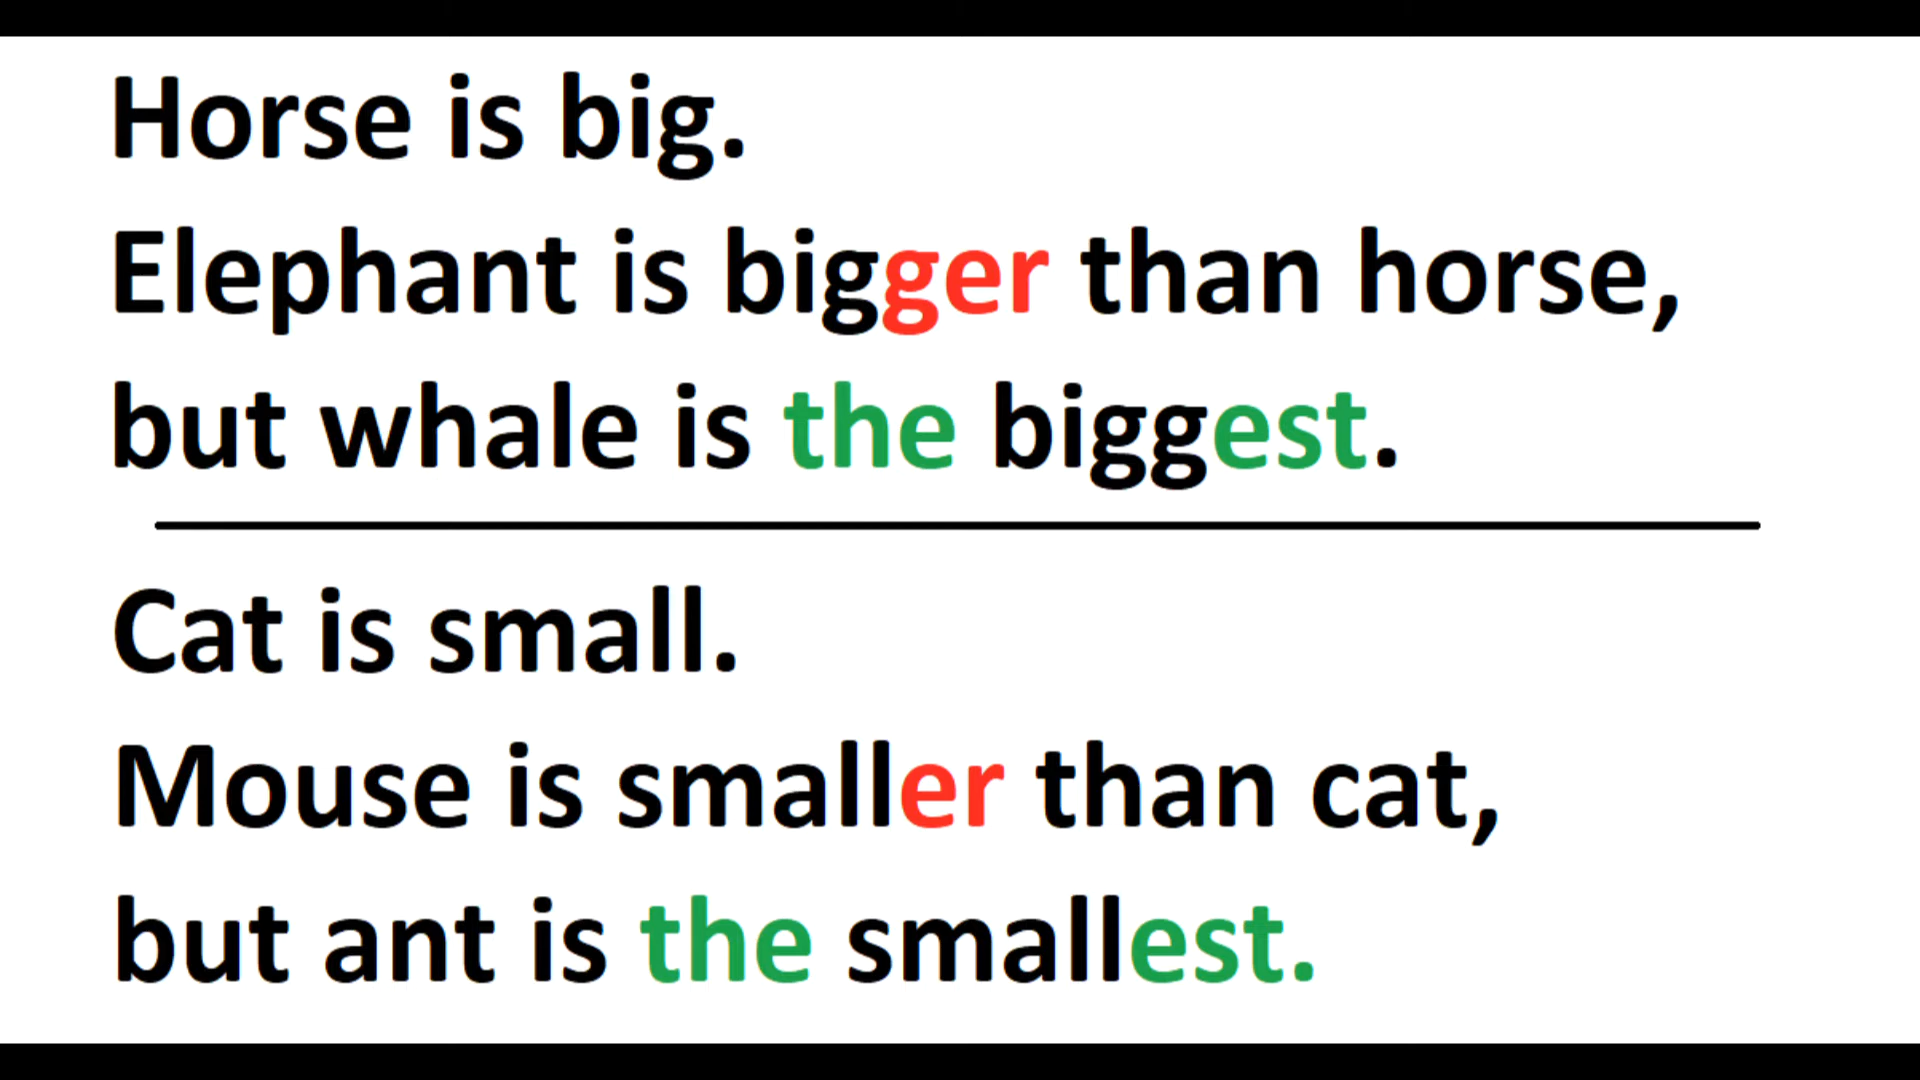 Horse is big.
Elephant is bigger than horse,
but whale is the biggest.
Cat is small.
Mouse is smaller than cat,
but ant is the smallest.